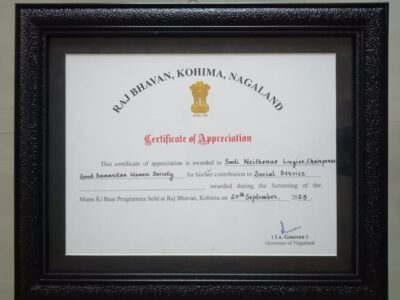 RAJ BHAVAN, KOHIMA, NAGALAND
Certificate of Appreciation
This certificate of appreciation is awarded to Smti Neithonuo Liegise, Chairperson
Good Samaritan Women Society for his/her contribution to Social Service
awarded during the Screening of the
Mann Ki Baat Programme held at Raj Bhavan, Kohima on 24th September, 2023
(La. Ganesan)
Governor of Nagaland